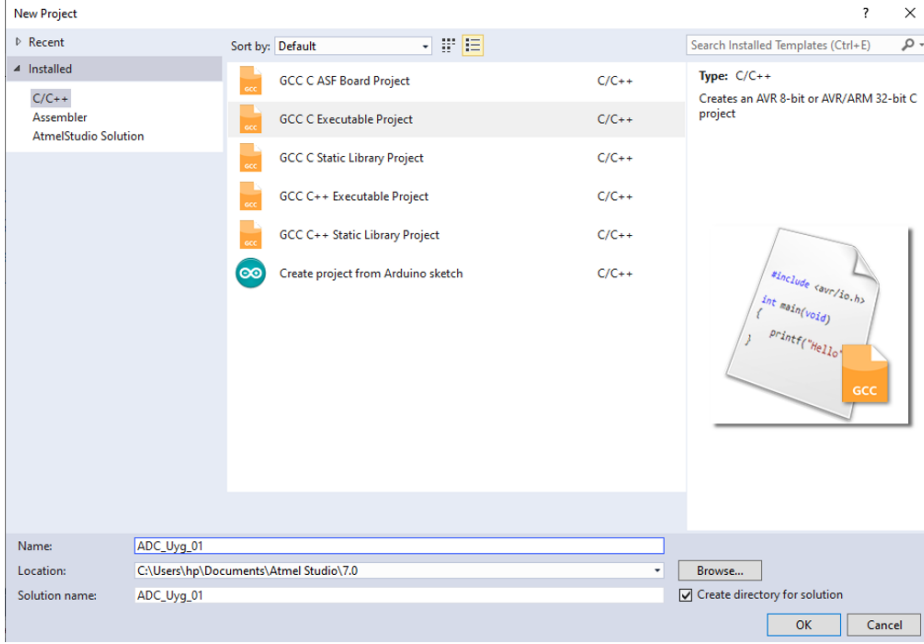 New Project
?
Recent
Installed
C/C++
Assembler
AtmelStudio Solution
Sort by: Default
GCC C ASF Board Project C/C++
GCC C Executable Project C/C++
GCC C Static Library Project C/C++
GCC C++ Executable Project C/C++
GCC C++ Static Library Project C/C++
Create project from Arduino sketch C/C++
Search Installed Templates (Ctrl+E)
Type: C/C++
Creates an AVR 8-bit or AVR/ARM 32-bit C
project
#include <avr/io.h>
int main(void)
{
printf("Hello"
}
GCC
Name: ADC_Uyg_01
Location: C:\Users\hp\Documents\Atmel Studio\7.0 Browse...
Solution name: ADC_Uyg_01 Create directory for solution
OK Cancel